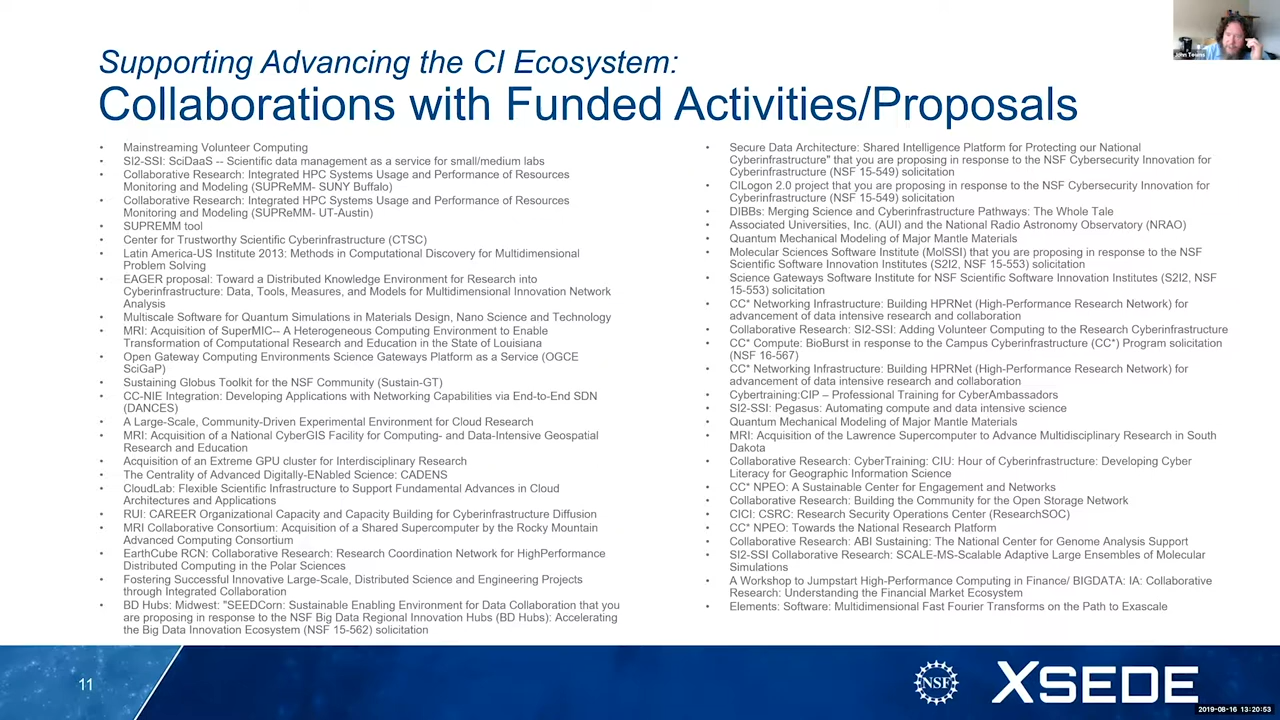 Supporting Advancing the CI Ecosystem:
Collaborations with Funded Activities/Proposals
• Mainstreaming Volunteer Computing
• SI2-SSI: SciDaaS -- Scientific data management as a service for small/medium labs
• Collaborative Research: Integrated HPC Systems Usage and Performance of Resources
Monitoring and Modeling (SUPReMM- SUNY Buffalo)
• Collaborative Research: Integrated HPC Systems Usage and Performance of Resources
Monitoring and Modeling (SUPReMM- UT-Austin)
• SUPREMM tool
• Center for Trustworthy Scientific Cyberinfrastructure (CTSC)
• Latin America-US Institute 2013: Methods in Computational Discovery for Multidimensional
Problem Solving
• EAGER proposal: Toward a Distributed Knowledge Environment for Research into
Cyberinfrastructure: Data, Tools, Measures, and Models for Multidimensional Innovation Network
Analysis
• Multiscale Software for Quantum Simulations in Materials Design, Nano Science and Technology
• MRI: Acquisition of SuperMIC-- A Heterogeneous Computing Environment to Enable
Transformation of Computational Research and Education in the State of Louisiana
• Open Gateway Computing Environments Science Gateways Platform as a Service (OGCE
SciGaP)
• Sustaining Globus Toolkit for the NSF Community (Sustain-GT)
• CC-NIE Integration: Developing Applications with Networking Capabilities via End-to-End SDN
(DANCES)
• A Large-Scale, Community-Driven Experimental Environment for Cloud Research
• MRI: Acquisition of a National CyberGIS Facility for Computing- and Data-Intensive Geospatial
Research and Education
• Acquisition of an Extreme GPU cluster for Interdisciplinary Research
• The Centrality of Advanced Digitally-ENabled Science: CADENS
• CloudLab: Flexible Scientific Infrastructure to Support Fundamental Advances in Cloud
Architectures and Applications
• RUI: CAREER Organizational Capacity and Capacity Building for Cyberinfrastructure Diffusion
• MRI Collaborative Consortium: Acquisition of a Shared Supercomputer by the Rocky Mountain
Advanced Computing Consortium
• EarthCube RCN: Collaborative Research: Research Coordination Network for HighPerformance
Distributed Computing in the Polar Sciences
• Fostering Successful Innovative Large-Scale, Distributed Science and Engineering Projects
through Integrated Collaboration
• BD Hubs: Midwest: "SEEDCorn: Sustainable Enabling Environment for Data Collaboration that you
are proposing in response to the NSF Big Data Regional Innovation Hubs (BD Hubs): Accelerating
the Big Data Innovation Ecosystem (NSF 15-562) solicitation
• Secure Data Architecture: Shared Intelligence Platform for Protecting our National
Cyberinfrastructure" that you are proposing in response to the NSF Cybersecurity Innovation for
Cyberinfrastructure (NSF 15-549) solicitation
• CILogon 2.0 project that you are proposing in response to the NSF Cybersecurity Innovation for
Cyberinfrastructure (NSF 15-549) solicitation
• DIBBs: Merging Science and Cyberinfrastructure Pathways: The Whole Tale
• Associated Universities, Inc. (AUI) and the National Radio Astronomy Observatory (NRAO)
• Quantum Mechanical Modeling of Major Mantle Materials
• Molecular Sciences Software Institute (MolSSI) that you are proposing in response to the NSF
Scientific Software Innovation Institutes (S2I2, NSF 15-553) solicitation
• Science Gateways Software Institute for NSF Scientific Software Innovation Institutes (S2I2, NSF
15-553) solicitation
• CC* Networking Infrastructure: Building HPRNet (High-Performance Research Network) for
advancement of data intensive research and collaboration
• Collaborative Research: SI2-SSI: Adding Volunteer Computing to the Research Cyberinfrastructure
• CC* Compute: BioBurst in response to the Campus Cyberinfrastructure (CC*) Program solicitation
(NSF 16-567)
• CC* Networking Infrastructure: Building HPRNet (High-Performance Research Network) for
advancement of data intensive research and collaboration
• Cybertraining:CIP – Professional Training for CyberAmbassadors
• SI2-SSI: Pegasus: Automating compute and data intensive science
• Quantum Mechanical Modeling of Major Mantle Materials
• MRI: Acquisition of the Lawrence Supercomputer to Advance Multidisciplinary Research in South
Dakota
• Collaborative Research: CyberTraining: CIU: Hour of Cyberinfrastructure: Developing Cyber
Literacy for Geographic Information Science
• CC* NPEO: A Sustainable Center for Engagement and Networks
• Collaborative Research: Building the Community for the Open Storage Network
• CICI: CSRC: Research Security Operations Center (ResearchSOC)
• CC* NPEO: Towards the National Research Platform
• Collaborative Research: ABI Sustaining: The National Center for Genome Analysis Support
• SI2-SSI Collaborative Research: SCALE-MS-Scalable Adaptive Large Ensembles of Molecular
Simulations
• A Workshop to Jumpstart High-Performance Computing in Finance/ BIGDATA: IA: Collaborative
Research: Understanding the Financial Market Ecosystem
• Elements: Software: Multidimensional Fast Fourier Transforms on the Path to Exascale
John Towns
11
NSF
XSEDE
2019-08-16 13:20:53